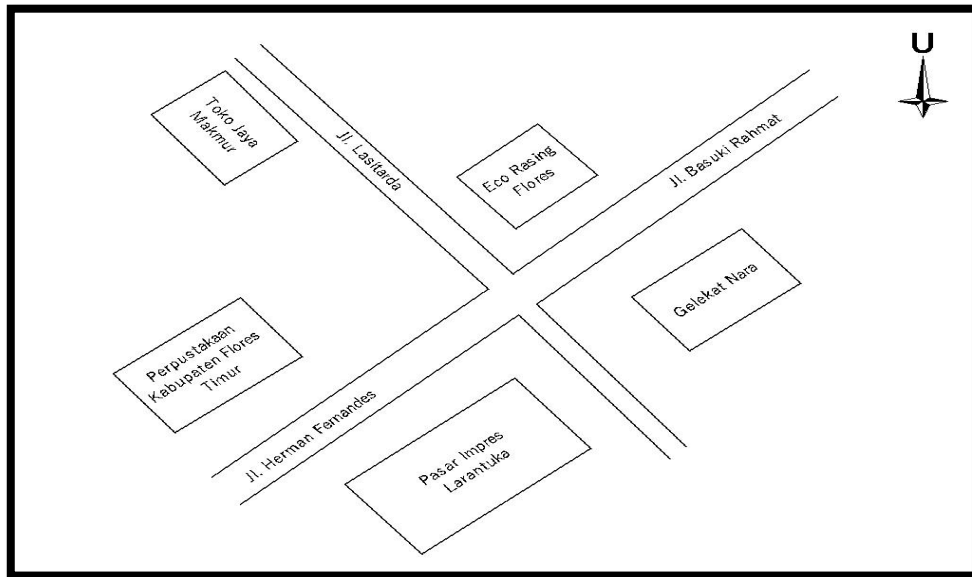 U
Toko Jaya
Makmur
Jl. Lasitarda
Eco Rasing
Flores
Jl. Basuki Rahmat
Gelekat Nara
Perpustakaan
Kabupaten Flores
Timur
Jl. Herman Fernandes
Pasar Impres
Larantuka